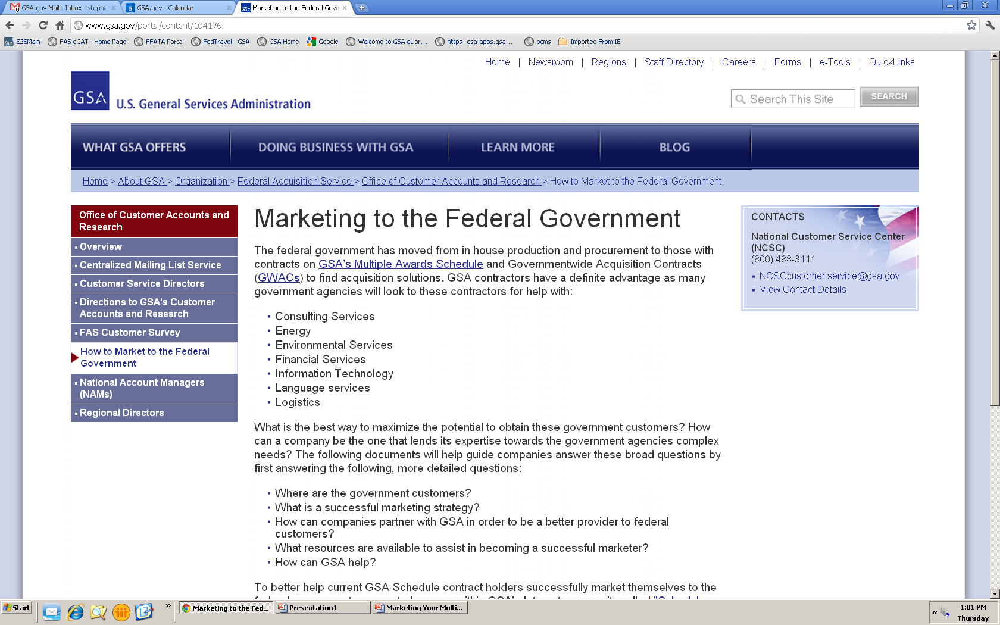 GSA.gov Mail - Inbox - stepha
GSA.gov - Calendar
Marketing to the Federal Gove
www.gsa.gov/portal/content/104176
E2EMain
FAS eCAT - Home Page
FFATA Portal
FedTravel - GSA
GSA Home
Google
Welcome to GSA eLibr...
https--gsa-apps.gsa....
ocms
Imported From IE
Home | Newsroom | Regions | Staff Directory | Careers | Forms | e-Tools | QuickLinks
GSA
U.S. General Services Administration
Search This Site
SEARCH
WHAT GSA OFFERS
DOING BUSINESS WITH GSA
LEARN MORE
BLOG
Home > About GSA > Organization > Federal Acquisition Service > Office of Customer Accounts and Research > How to Market to the Federal Government
Office of Customer Accounts and
Research
Overview
Centralized Mailing List Service
Customer Service Directors
Directions to GSA's Customer
Accounts and Research
FAS Customer Survey
How to Market to the Federal
Government
National Account Managers
(NAMs)
Regional Directors
Marketing to the Federal Government
The federal government has moved from in house production and procurement to those with
contracts on GSA's Multiple Awards Schedule and Governmentwide Acquisition Contracts
(GWACs) to find acquisition solutions. GSA contractors have a definite advantage as many
government agencies will look to these contractors for help with:
Consulting Services
Energy
Environmental Services
Financial Services
Information Technology
Language services
Logistics
What is the best way to maximize the potential to obtain these government customers? How
can a company be the one that lends its expertise towards the government agencies complex
needs? The following documents will help guide companies answer these broad questions by
first answering the following, more detailed questions:
Where are the government customers?
What is a successful marketing strategy?
How can companies partner with GSA in order to be a better provider to federal
customers?
What resources are available to assist in becoming a successful marketer?
How can GSA help?
To better help current GSA Schedule contract holders successfully market themselves to the
CONTACTS
National Customer Service Center
(NCSC)
(800) 488-3111
NCSCcustomer.service@gsa.gov
View Contact Details
Start
Marketing to the Fed...
Presentation1
Marketing Your Multi...
1:01 PM
Thursday